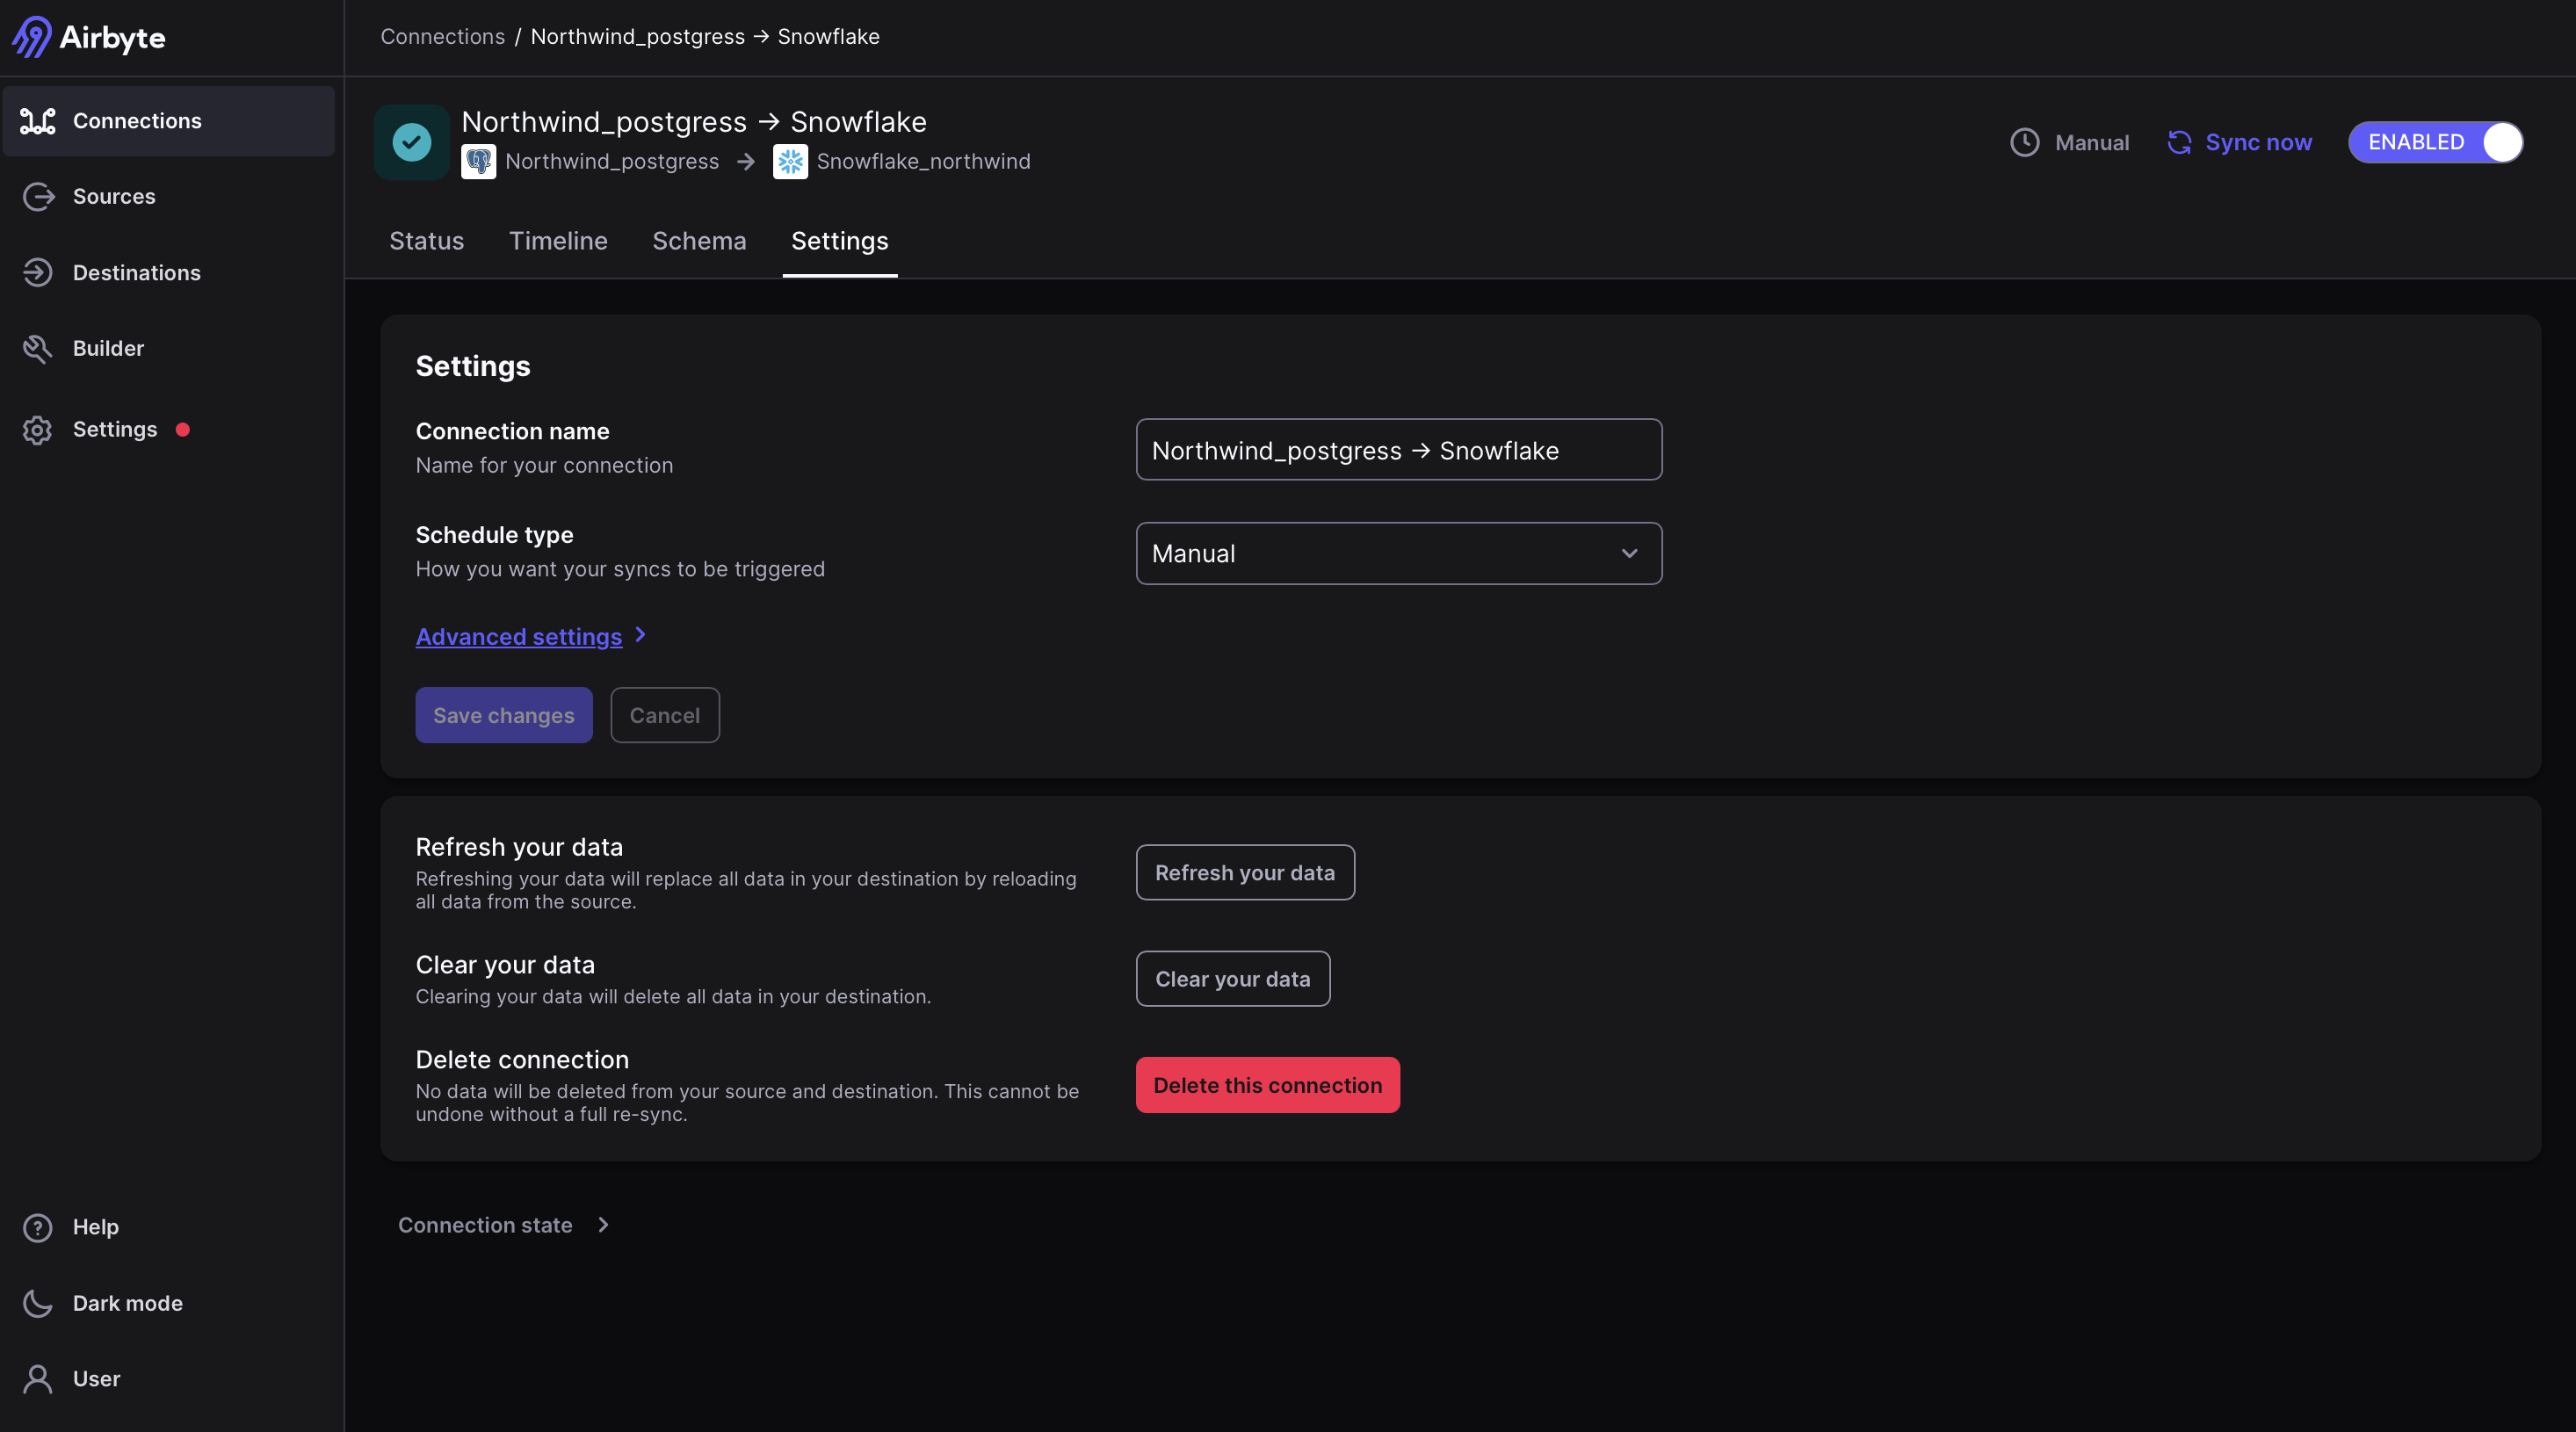 Airbyte
Connections / Northwind_postgress → Snowflake
Connections
Sources
Destinations
Builder
Settings
Help
Dark mode
User
Northwind_postgress → Snowflake
Northwind_postgress → Snowflake_northwind
Manual
Sync now
ENABLED
Status Timeline Schema Settings
Settings
Connection name
Name for your connection
Northwind_postgress → Snowflake
Schedule type
How you want your syncs to be triggered
Manual
Advanced settings
Save changes
Cancel
Refresh your data
Refreshing your data will replace all data in your destination by reloading
all data from the source.
Refresh your data
Clear your data
Clearing your data will delete all data in your destination.
Clear your data
Delete connection
No data will be deleted from your source and destination. This cannot be
undone without a full re-sync.
Delete this connection
Connection state